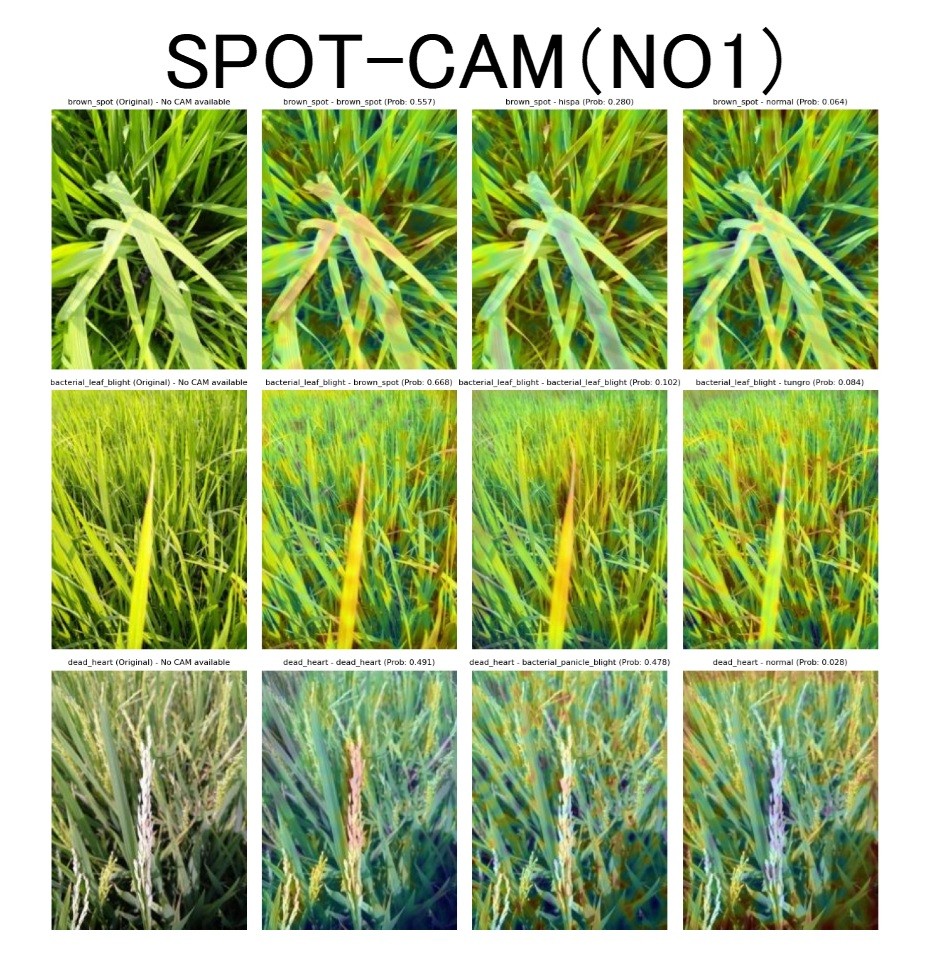 SPOT-CAM(NO1)
brown_spot (Original) - No CAM available
brown_spot - brown_spot (Prob: 0.557)
brown_spot - hispa (Prob: 0.280)
brown_spot - normal (Prob: 0.064)
bacterial_leaf_blight (Original) - No CAM available
bacterial_leaf_blight - brown_spot (Prob: 0.668)
bacterial_leaf_blight - bacterial_leaf_blight (Prob: 0.102)
bacterial_leaf_blight - tungro (Prob: 0.084)
dead_heart (Original) - No CAM available
dead_heart - dead_heart (Prob: 0.491)
dead_heart - bacterial_panicle_blight (Prob: 0.478)
dead_heart - normal (Prob: 0.028)